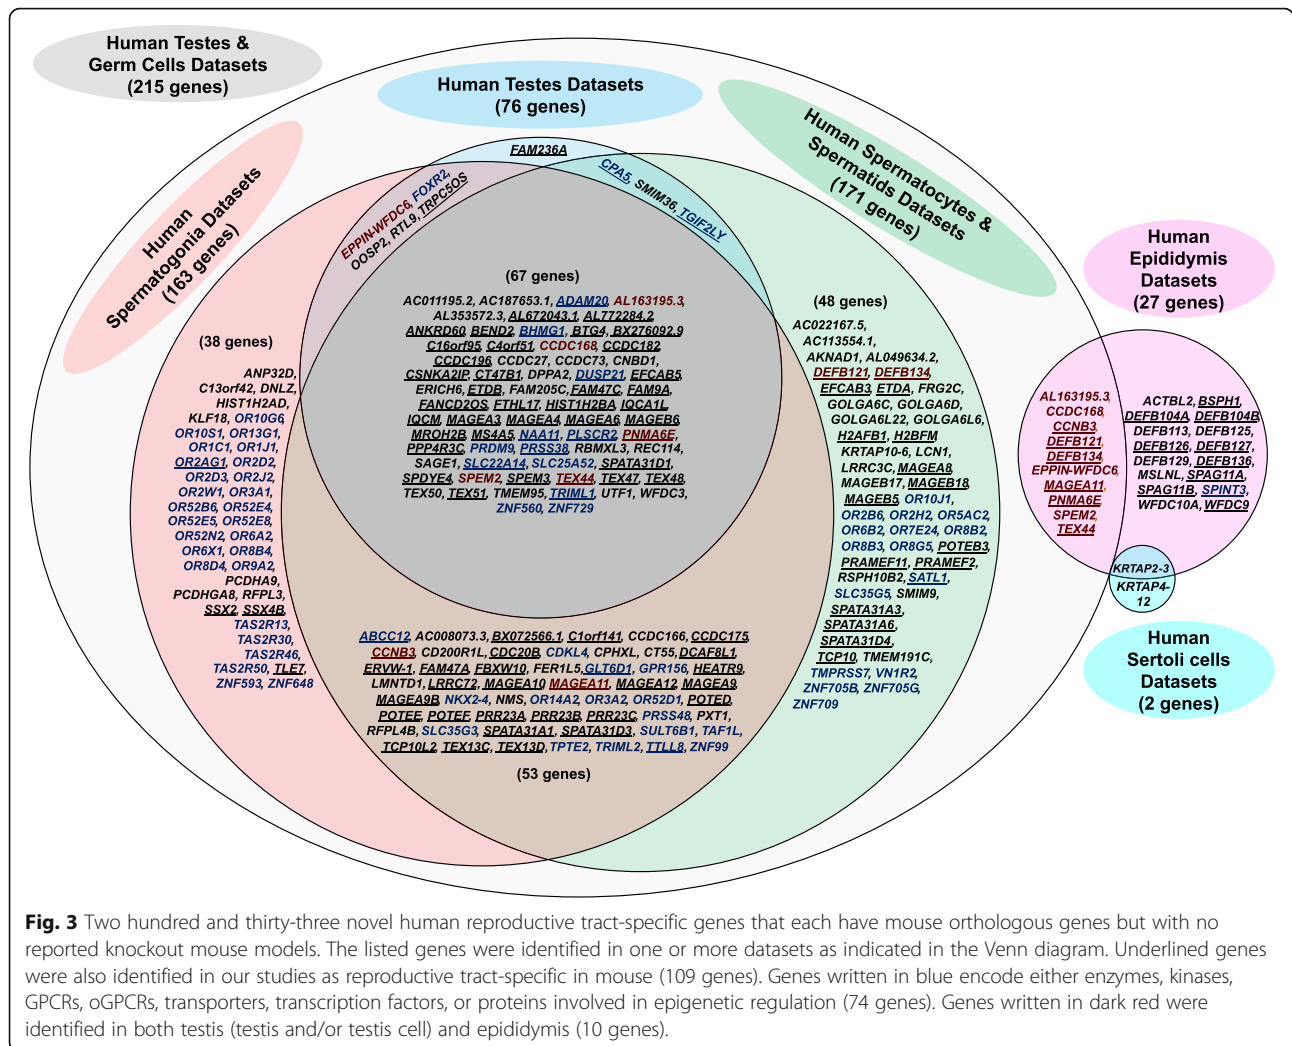 Human Testes &
Germ Cells Datasets
(215 genes)
Human Testes Datasets
(76 genes)
Human Spermatocytes &
Spermatids Datasets
(171 genes)
Human
Spermatogonia Datasets
(163 genes)
Human
Epididymis
Datasets
(27 genes)
Human
Sertoli cells
Datasets
(2 genes)
FAM236A
EPPIN-WFDC6, FOXR2,
OOSP2, RTL9, TRPC5OS
CPA5, SMIM36, TGIF2LY
(67 genes)
AC011195.2, AC187653.1, ADAM20, AL163195.3,
AL353572.3, AL672043.1, AL772284.2,
ANKRD60, BEND2, BHMG1, BTG4, BX276092.9,
C16orf95, C4orf51, CCDC168, CCDC182,
CCDC196, CCDC27, CCDC73, CNBD1,
CSNKA2IP, CT47B1, DPPA2, DUSP21, EFCAB5,
ERICH6, ETDB, FAM205C, FAM47C, FAM9A,
FANCD2OS, FTHL17, HIST1H2BA, IQCA1L,
IQCM, MAGEA3, MAGEA4, MAGEA6, MAGEB6,
MROH2B, MS4A5, NAA11, PLSCR2, PNMA6E,
PPP4R3C, PRDM9, PRSS38, RBMXL3, REC114,
SAGE1, SLC22A14, SLC25A52, SPATA31D1,
SPDYE4, SPEM2, SPEM3, TEX44, TEX47, TEX48,
TEX50, TEX51, TMEM95, TRIML1, UTF1, WFDC3,
ZNF560, ZNF729
(38 genes)
ANP32D,
C13orf42, DNLZ,
HIST1H2AD,
KLF18, OR10G6,
OR10S1, OR13G1,
OR1C1, OR1J1,
OR2AG1, OR2D2,
OR2D3, OR2J2,
OR2W1, OR3A1,
OR52B6, OR52E4,
OR52E5, OR52E8,
OR52N2, OR6A2,
OR6X1, OR8B4,
OR8D4, OR9A2,
PCDHA9,
PCDHGA8, RFPL3,
SSX2, SSX4B,
TAS2R13,
TAS2R30,
TAS2R46,
TAS2R50, TLE7,
ZNF593, ZNF648
(48 genes)
AC022167.5,
AC113554.1,
AKNAD1, AL049634.2,
DEFB121, DEFB134,
EFCAB3, ETDA, FRG2C,
GOLGA6C, GOLGA6D,
GOLGA6L22, GOLGA6L6,
H2AFB1, H2BFM
KRTAP10-6, LCN1,
LRRC3C, MAGEA8,
MAGEB17, MAGEB18,
MAGEB5, OR10J1,
OR2B6, OR2H2, OR5AC2,
OR6B2, OR7E24, OR8B2,
OR8B3, OR8G5, POTEB3,
PRAMEF11, PRAMEF2,
RSPH10B2, SATL1,
SLC35G5, SMIM9,
SPATA31A3,
SPATA31A6,
SPATA31D4,
TCP10, TMEM191C,
TMPRSS7, VN1R2,
ZNF705B, ZNF705G,
ZNF709
ABCC12, AC008073.3, BX072566.1, C1orf141, CCDC166, CCDC175,
CCNB3, CD200R1L, CDC20B, CDKL4, CPHXL, CT55, DCAF8L1,
ERVW-1, FAM47A, FBXW10, FER1L5, GLT6D1, GPR156, HEATR9,
LMNTD1, LRRC72, MAGEA10, MAGEA11, MAGEA12, MAGEA9,
MAGEA9B, NKX2-4, NMS, OR14A2, OR3A2, OR52D1, POTED,
POTEE, POTEF, PRR23A, PRR23B, PRR23C, PRSS48, PXT1,
RFPL4B, SLC35G3, SPATA31A1, SPATA31D3, SULT6B1, TAF1L,
TCP10L2, TEX13C, TEX13D, TPTE2, TRIML2, TTLL8, ZNF99
(53 genes)
AL163195.3,
CCDC168,
CCNB3,
DEFB121,
DEFB134,
EPPIN-WFDC6,
MAGEA11,
PNMA6E,
SPEM2,
TEX44
ACTBL2, BSPH1,
DEFB104A, DEFB104B,
DEFB113, DEFB125,
DEFB126, DEFB127,
DEFB129, DEFB136,
MSLNL, SPAG11A,
SPAG11B, SPINT3,
WFDC10A, WFDC9
KRTAP2-3
KRTAP4-
12
Fig. 3 Two hundred and thirty-three novel human reproductive tract-specific genes that each have mouse orthologous genes but with no
reported knockout mouse models. The listed genes were identified in one or more datasets as indicated in the Venn diagram. Underlined genes
were also identified in our studies as reproductive tract-specific in mouse (109 genes). Genes written in blue encode either enzymes, kinases,
GPCRs, oGPCRs, transporters, transcription factors, or proteins involved in epigenetic regulation (74 genes). Genes written in dark red were
identified in both testis (testis and/or testis cell) and epididymis (10 genes).